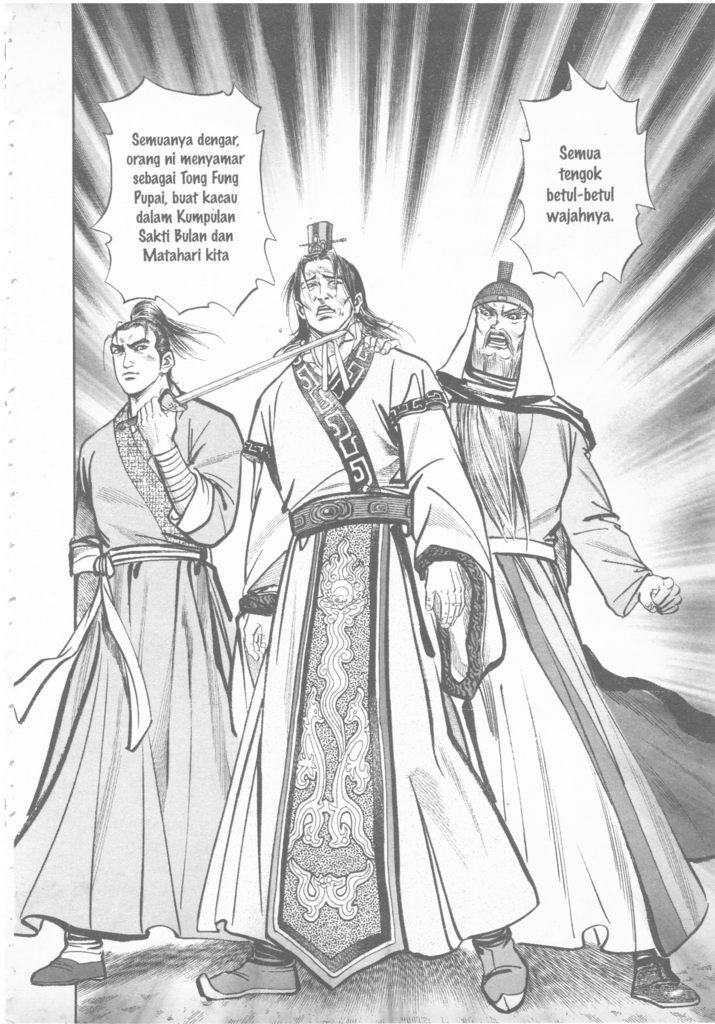 Semuanya dengar,
orang ni menyamar
sebagai Tong Fung
Pupai, buat kacau
dalam Kumpulan
Sakti Bulan dan
Matahari kita
Semua
tengok
betul-betul
wajahnya.